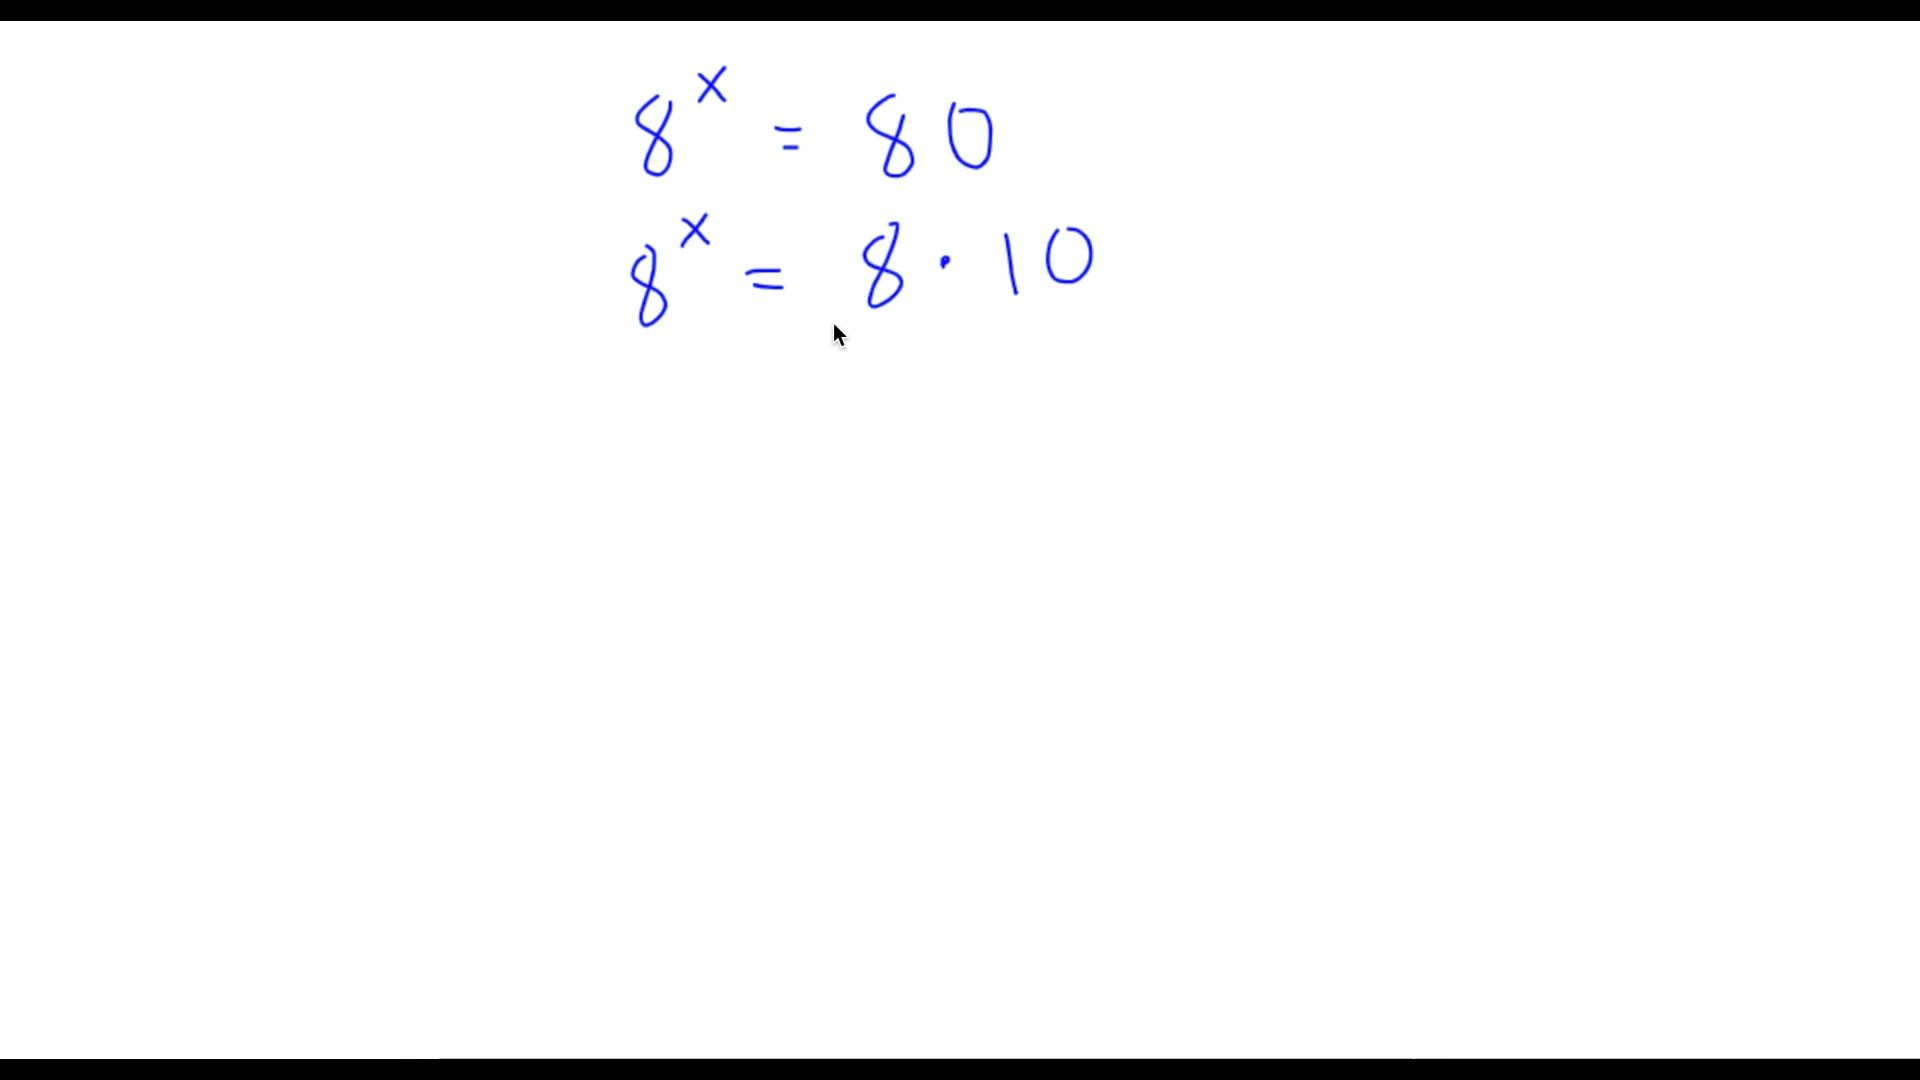 8^x = 80
8^x = 8 · 10